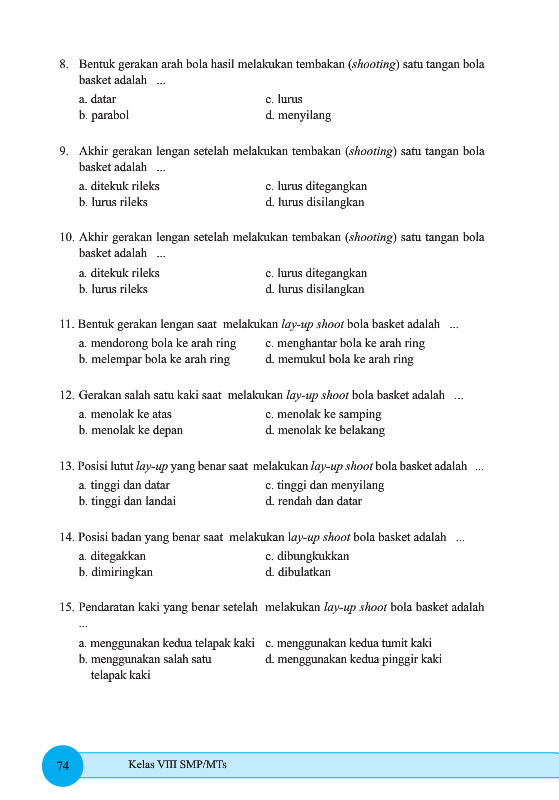 8. Bentuk gerakan arah bola hasil melakukan tembakan (shooting) satu tangan bola
basket adalah ...
a. datar c. lurus
b. parabol d. menyilang
9. Akhir gerakan lengan setelah melakukan tembakan (shooting) satu tangan bola
basket adalah ...
a. ditekuk rileks c. lurus ditegangkan
b. lurus rileks d. lurus disilangkan
10. Akhir gerakan lengan setelah melakukan tembakan (shooting) satu tangan bola
basket adalah ...
a. ditekuk rileks c. lurus ditegangkan
b. lurus rileks d. lurus disilangkan
11. Bentuk gerakan lengan saat melakukan lay-up shoot bola basket adalah ...
a. mendorong bola ke arah ring c. menghantar bola ke arah ring
b. melempar bola ke arah ring d. memukul bola ke arah ring
12. Gerakan salah satu kaki saat melakukan lay-up shoot bola basket adalah ...
a. menolak ke atas c. menolak ke samping
b. menolak ke depan d. menolak ke belakang
13. Posisi lutut lay-up yang benar saat melakukan lay-up shoot bola basket adalah ...
a. tinggi dan datar c. tinggi dan menyilang
b. tinggi dan landai d. rendah dan datar
14. Posisi badan yang benar saat melakukan lay-up shoot bola basket adalah ...
a. ditegakkan c. dibungkukkan
b. dimiringkan d. dibulatkan
15. Pendaratan kaki yang benar setelah melakukan lay-up shoot bola basket adalah
...
a. menggunakan kedua telapak kaki c. menggunakan kedua tumit kaki
b. menggunakan salah satu d. menggunakan kedua pinggir kaki
telapak kaki
74 Kelas VIII SMP/MTs